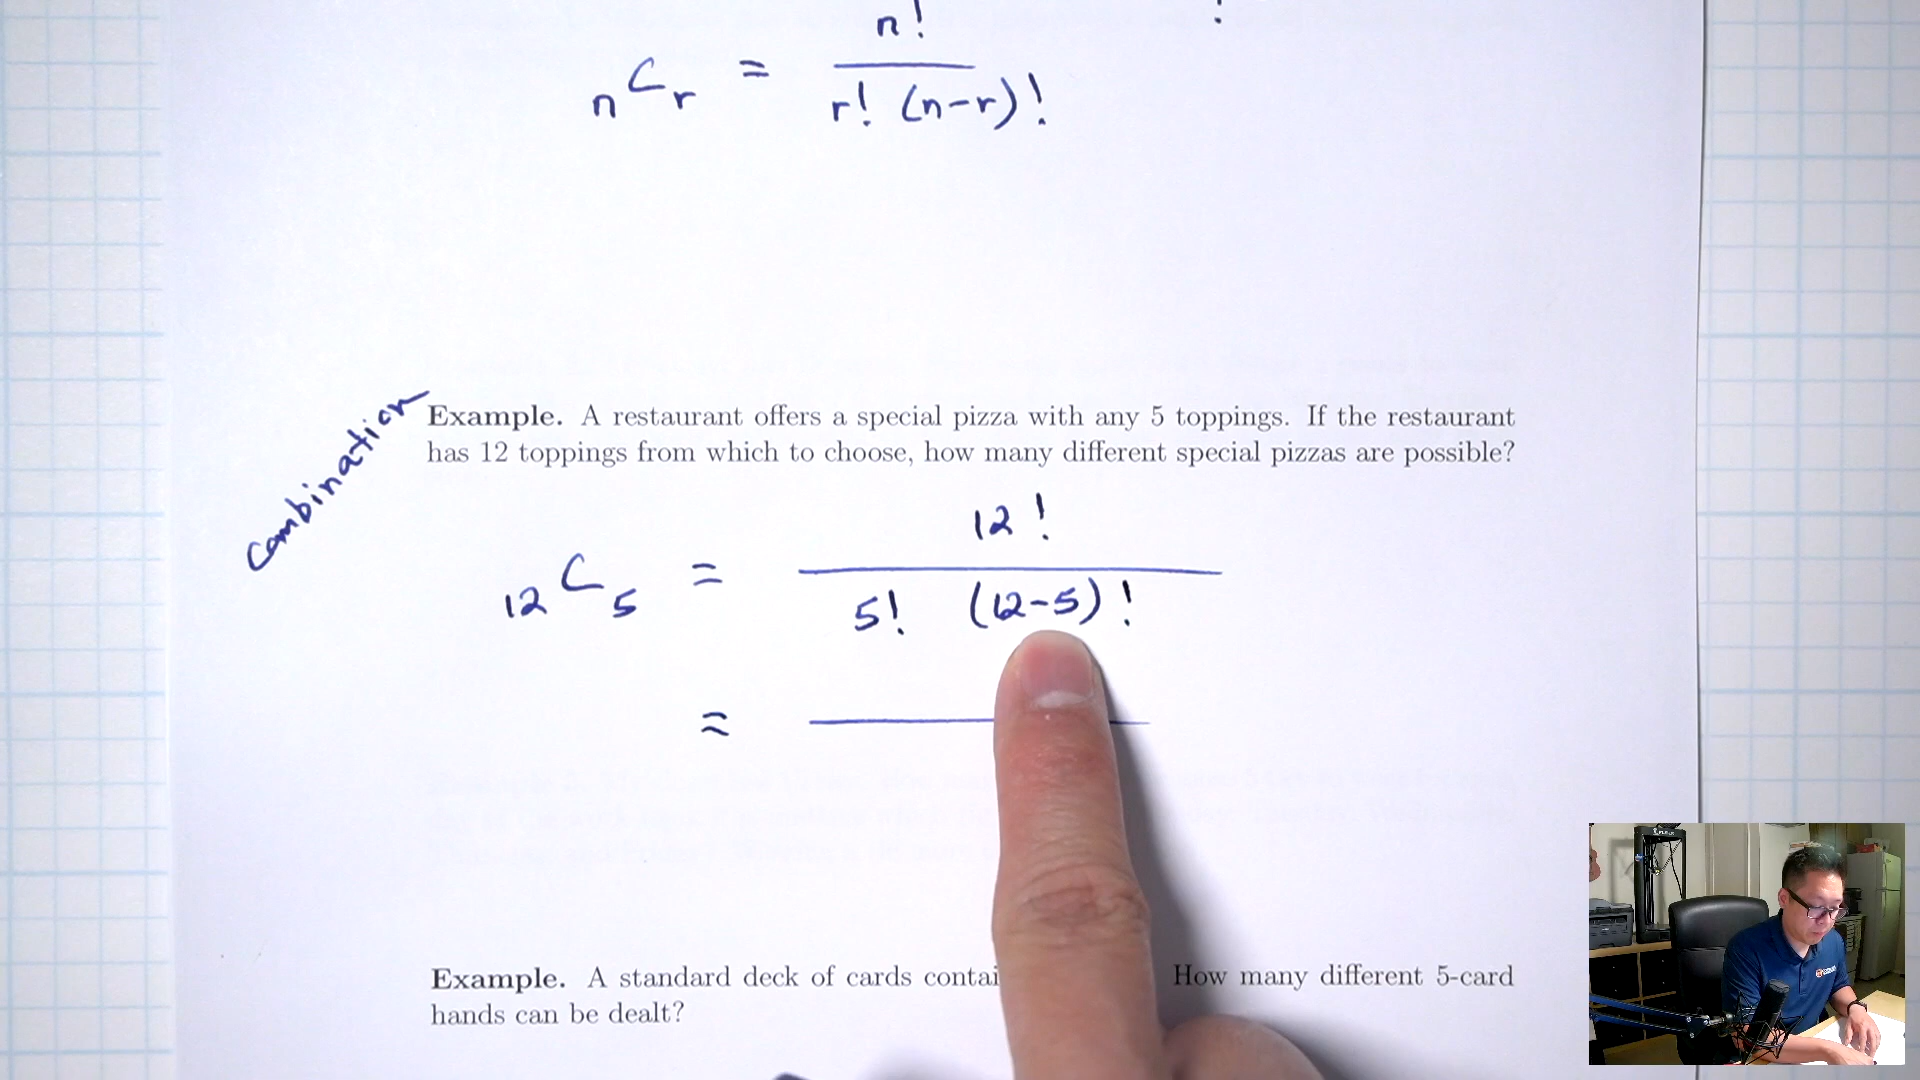 n!
nCr = r! (n-r)!
combination
Example. A restaurant offers a special pizza with any 5 toppings. If the restaurant
has 12 toppings from which to choose, how many different special pizzas are possible?
12!
12C5 = 5! (12-5)!
=
Example. A standard deck of cards contai How many different 5-card
hands can be dealt?